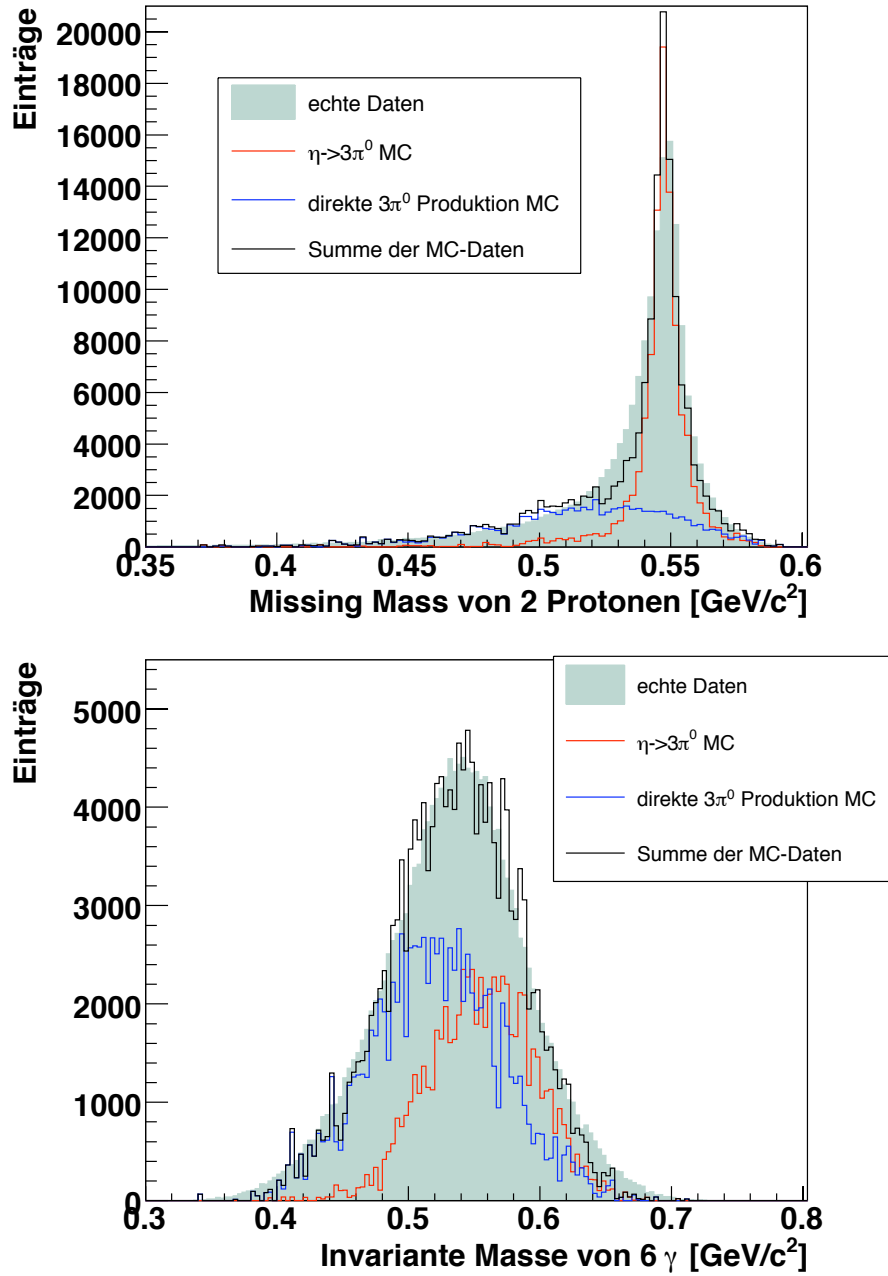 Einträge
20000
18000
16000
14000
12000
10000
8000
6000
4000
2000
0
echte Daten
η->3π⁰ MC
direkte 3π⁰ Produktion MC
Summe der MC-Daten
0.35 0.4 0.45 0.5 0.55 0.6
Missing Mass von 2 Protonen [GeV/c²]
Einträge
5000
4000
3000
2000
1000
0
echte Daten
η->3π⁰ MC
direkte 3π⁰ Produktion MC
Summe der MC-Daten
0.3 0.4 0.5 0.6 0.7 0.8
Invariante Masse von 6 γ [GeV/c²]